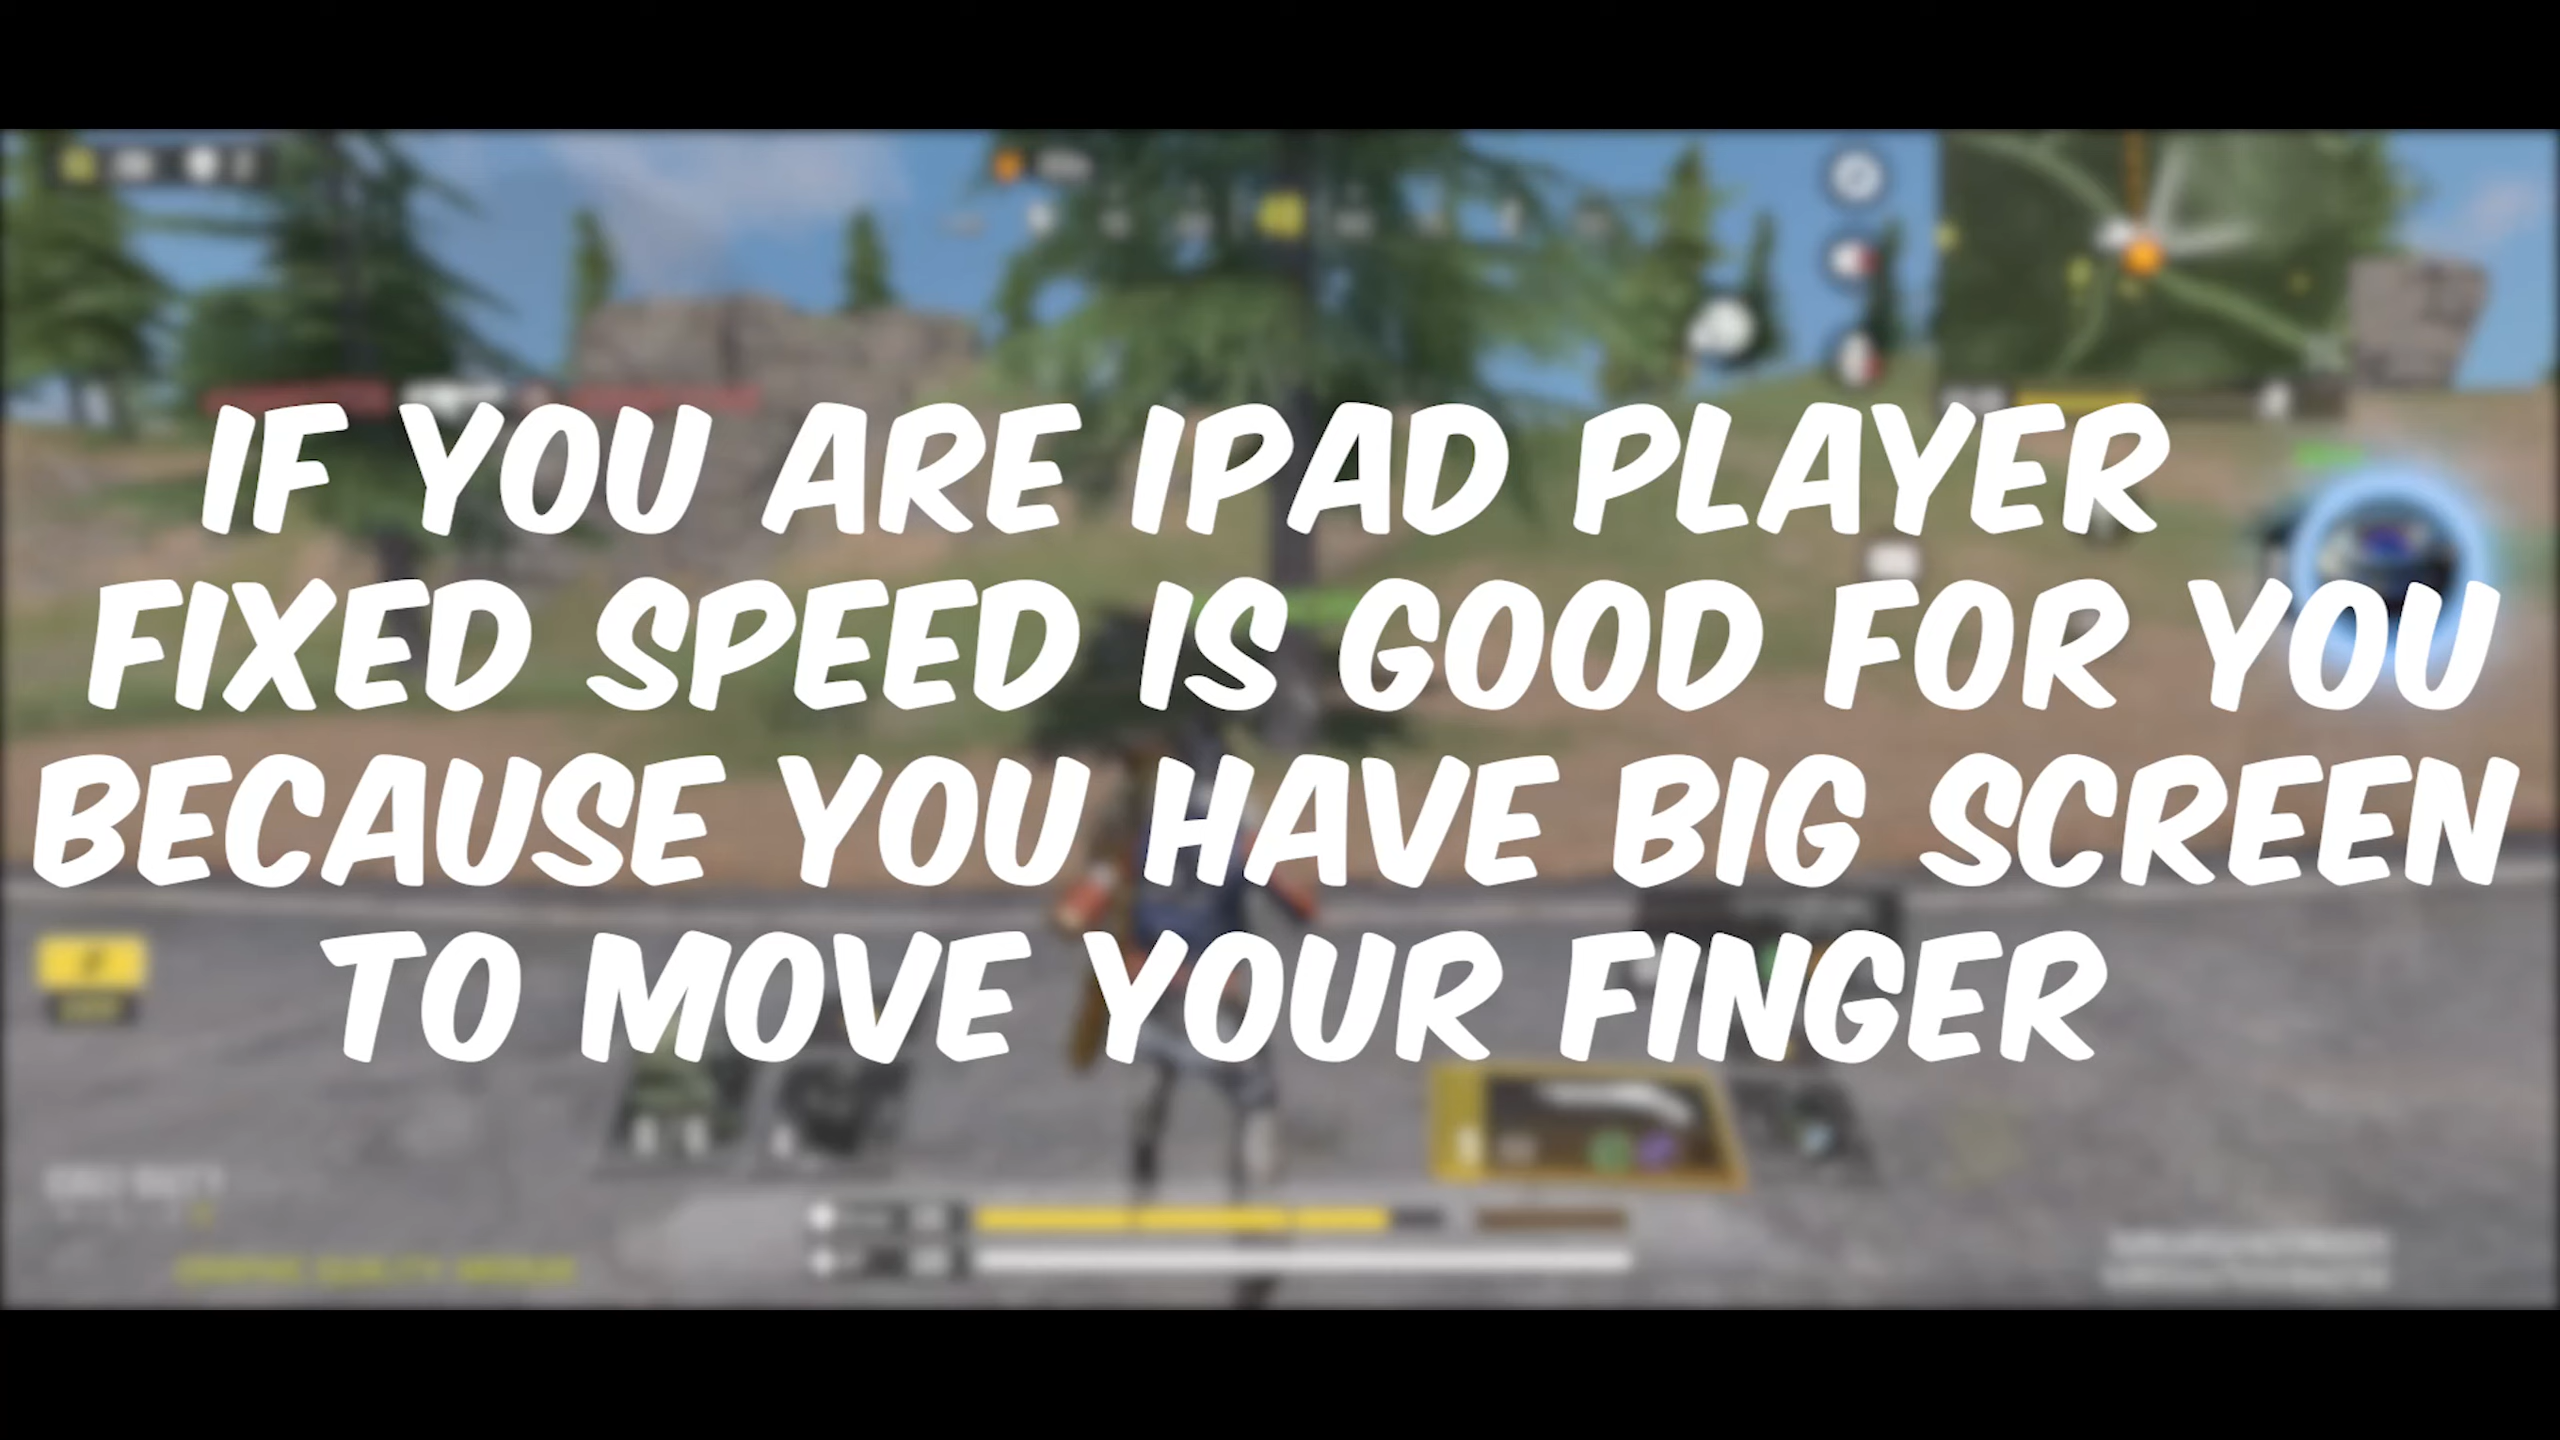 IF YOU ARE IPAD PLAYER
FIXED SPEED IS GOOD FOR YOU
BECAUSE YOU HAVE BIG SCREEN
TO MOVE YOUR FINGER